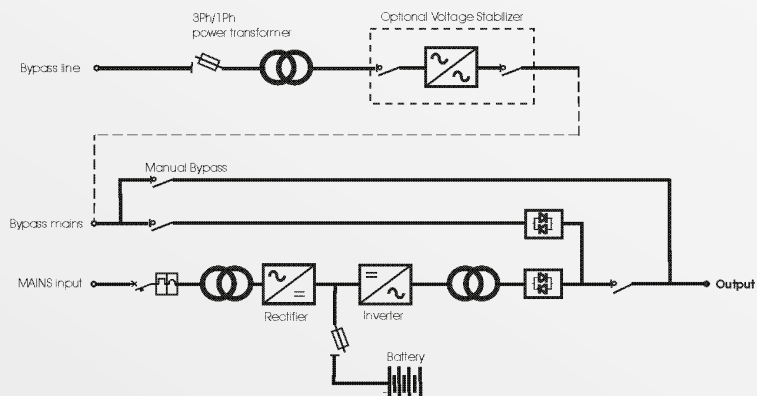 3Ph/1Ph
power transformer
Optional Voltage Stabilizer
Bypass line
Manual Bypass
Bypass mains
MAINS input
Output
Rectifier
Inverter
Battery